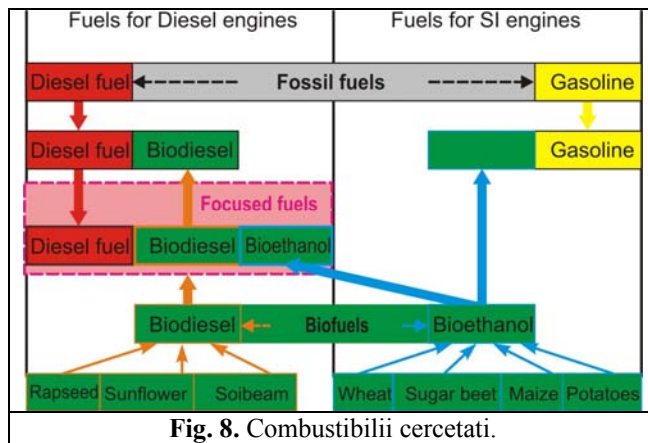 Fuels for Diesel engines
Fuels for SI engines
Diesel fuel
Fossil fuels
Gasoline
Diesel fuel
Biodiesel
Gasoline
Focused fuels
Diesel fuel
Biodiesel
Bioethanol
Biodiesel
Biofuels
Bioethanol
Rapseed
Sunflower
Soibeam
Wheat
Sugar beet
Maize
Potatoes
Fig. 8. Combustibilii cercetati.